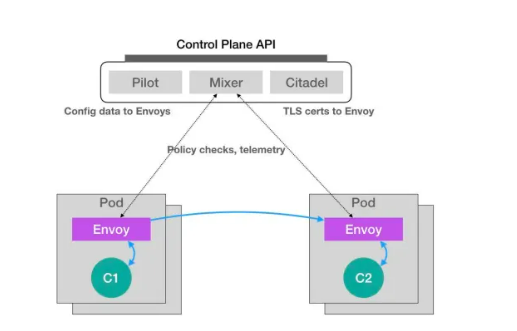 Control Plane API
Pilot
Mixer
Citadel
Config data to Envoys
TLS certs to Envoy
Policy checks, telemetry
Pod
Pod
Envoy
Envoy
C1
C2